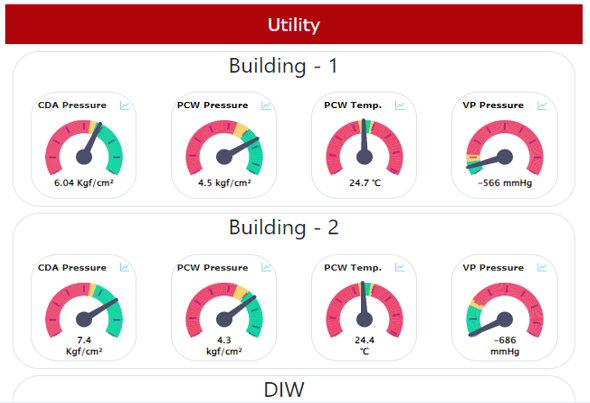 Utility
Building - 1
CDA Pressure
6.04 Kgf/cm²
PCW Pressure
4.5 kgf/cm²
PCW Temp.
24.7 °C
VP Pressure
-566 mmHg
Building - 2
CDA Pressure
7.4
Kgf/cm²
PCW Pressure
4.3
kgf/cm²
PCW Temp.
24.4
°C
VP Pressure
-686
mmHg
DIW